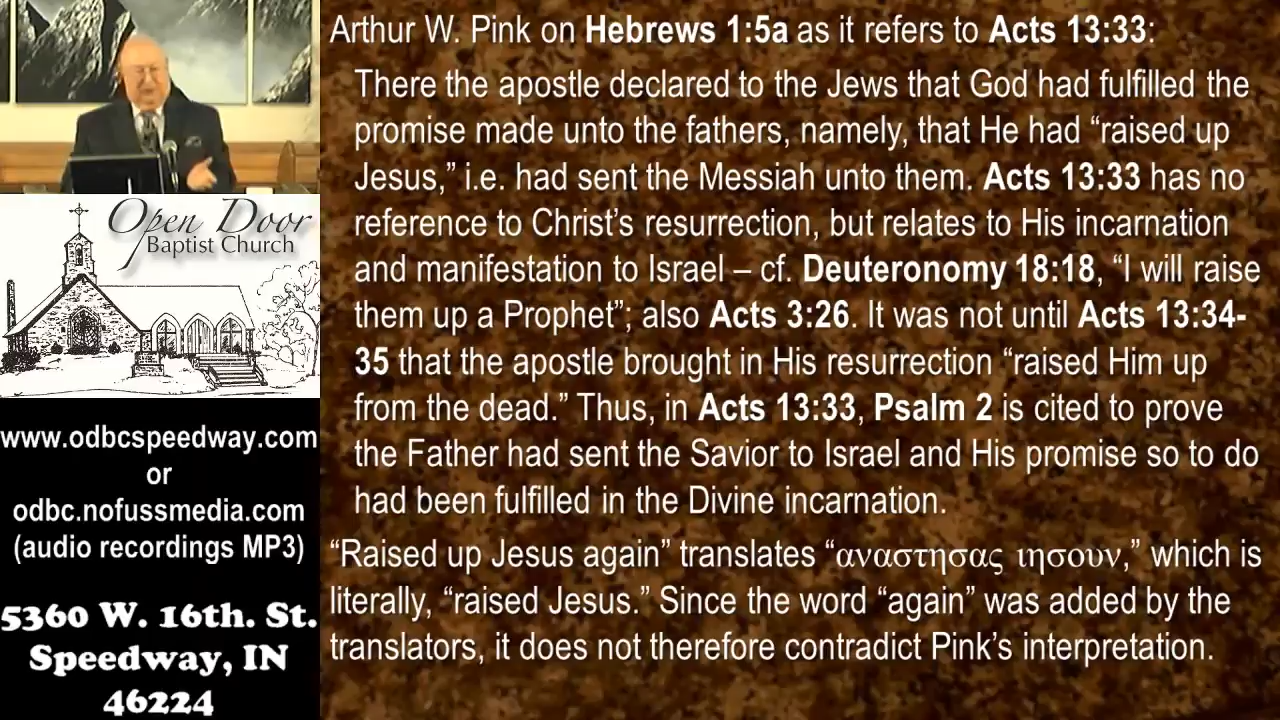 Arthur W. Pink on Hebrews 1:5a as it refers to Acts 13:33:
There the apostle declared to the Jews that God had fulfilled the
promise made unto the fathers, namely, that He had “raised up
Jesus,” i.e. had sent the Messiah unto them. Acts 13:33 has no
reference to Christ’s resurrection, but relates to His incarnation
and manifestation to Israel – cf. Deuteronomy 18:18, “I will raise
them up a Prophet”; also Acts 3:26. It was not until Acts 13:34-
35 that the apostle brought in His resurrection “raised Him up
from the dead.” Thus, in Acts 13:33, Psalm 2 is cited to prove
the Father had sent the Savior to Israel and His promise so to do
had been fulfilled in the Divine incarnation.
“Raised up Jesus again” translates “αναστησας ιησουν,” which is
literally, “raised Jesus.” Since the word “again” was added by the
translators, it does not therefore contradict Pink’s interpretation.
Open Door
Baptist Church
www.odbcspeedway.com
or
odbc.nofussmedia.com
(audio recordings MP3)
5360 W. 16th. St.
Speedway, IN
46224